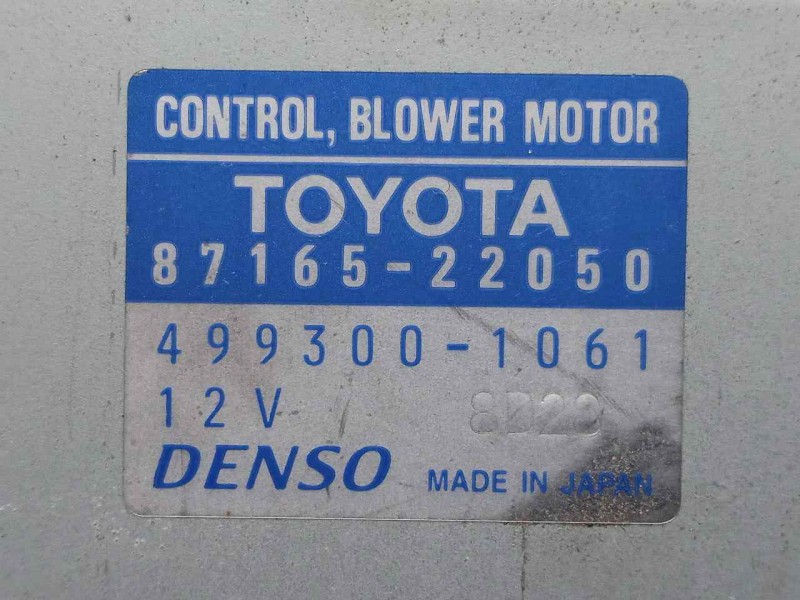 CONTROL, BLOWER MOTOR
TOYOTA
87165-22050
499300-1061
12V
DENSO MADE IN JAPAN